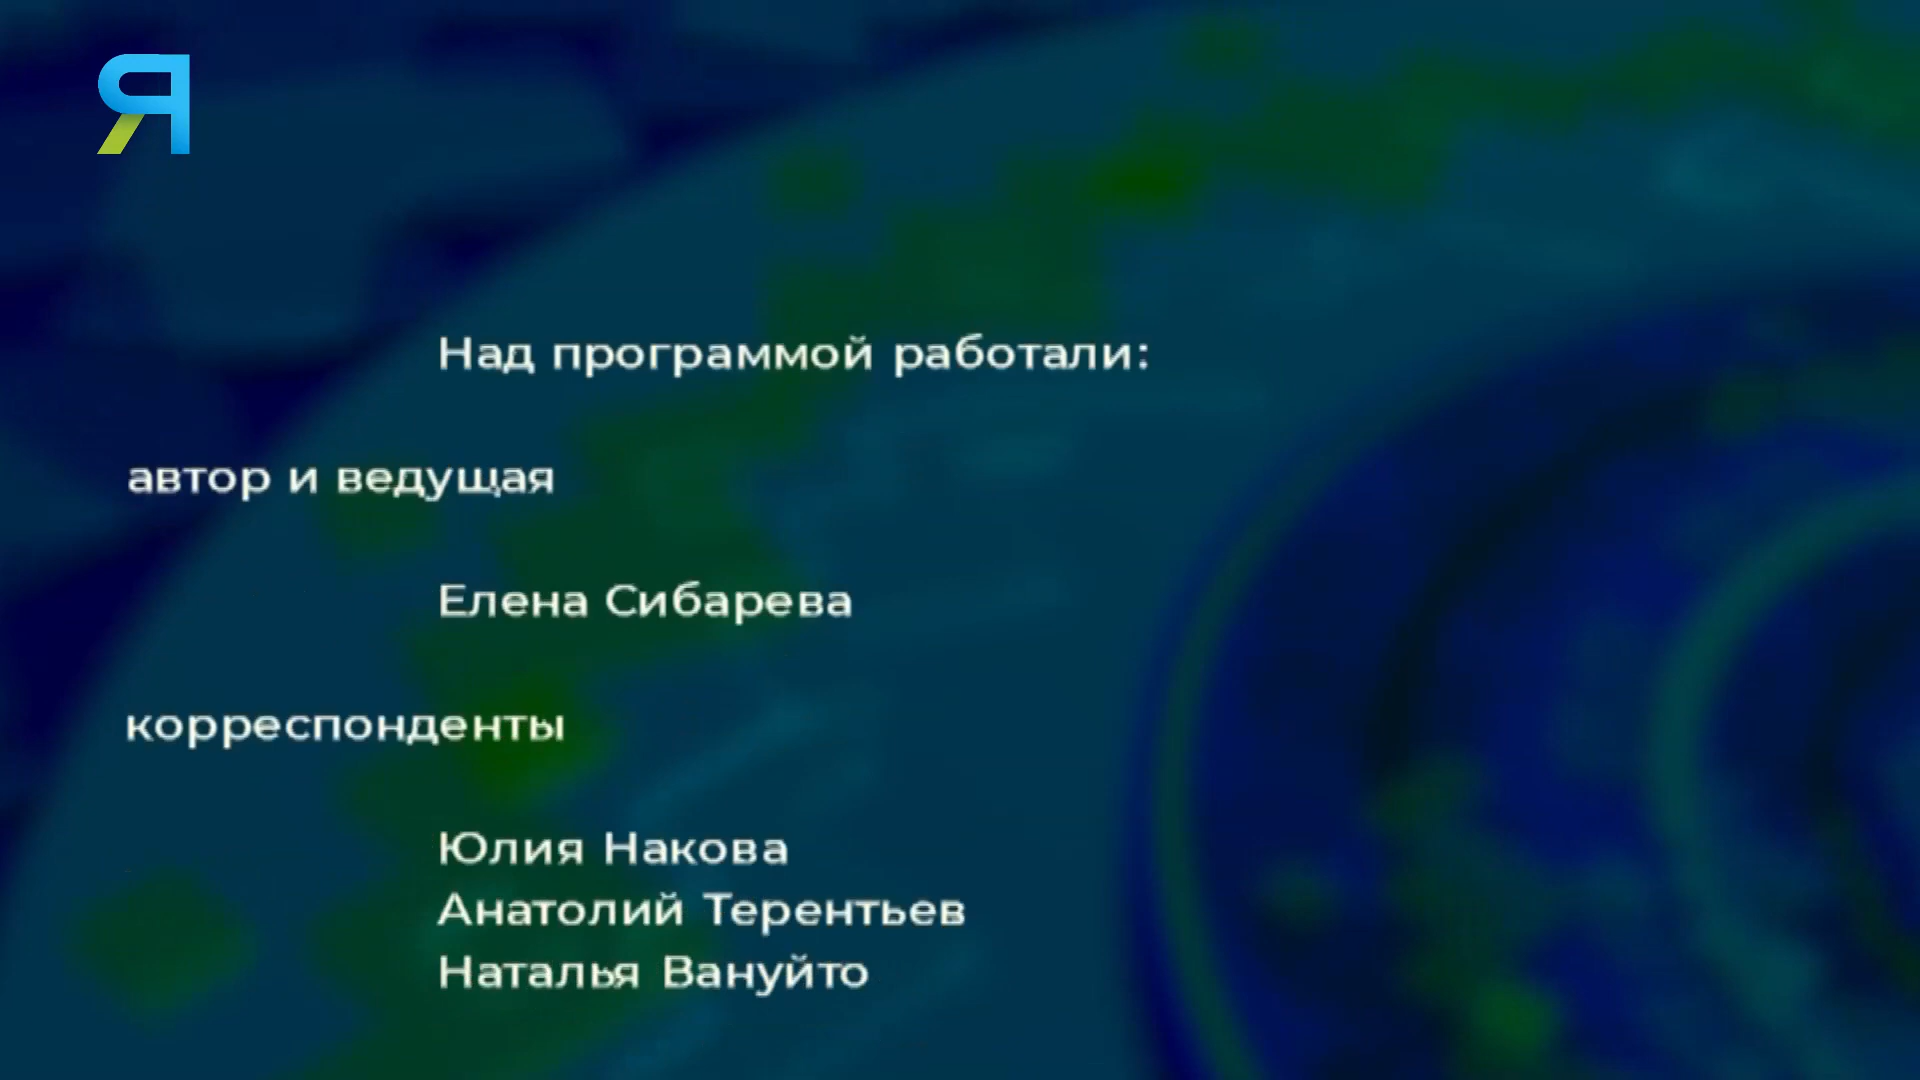 Я
Над программой работали:
автор и ведущая
Елена Сибарева
корреспонденты
Юлия Накова
Анатолий Терентьев
Наталья Вануйто